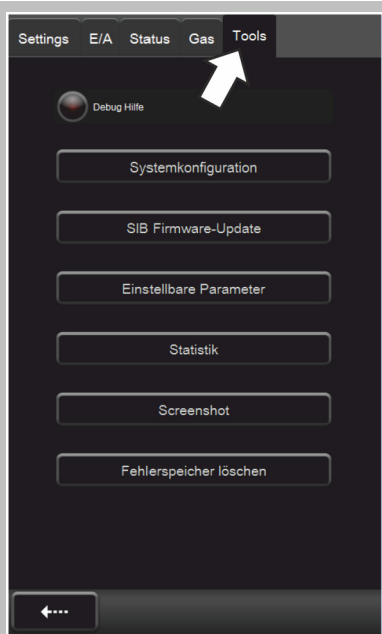 Settings E/A Status Gas Tools
Debug Hilfe
Systemkonfiguration
SIB Firmware-Update
Einstellbare Parameter
Statistik
Screenshot
Fehlerspeicher löschen